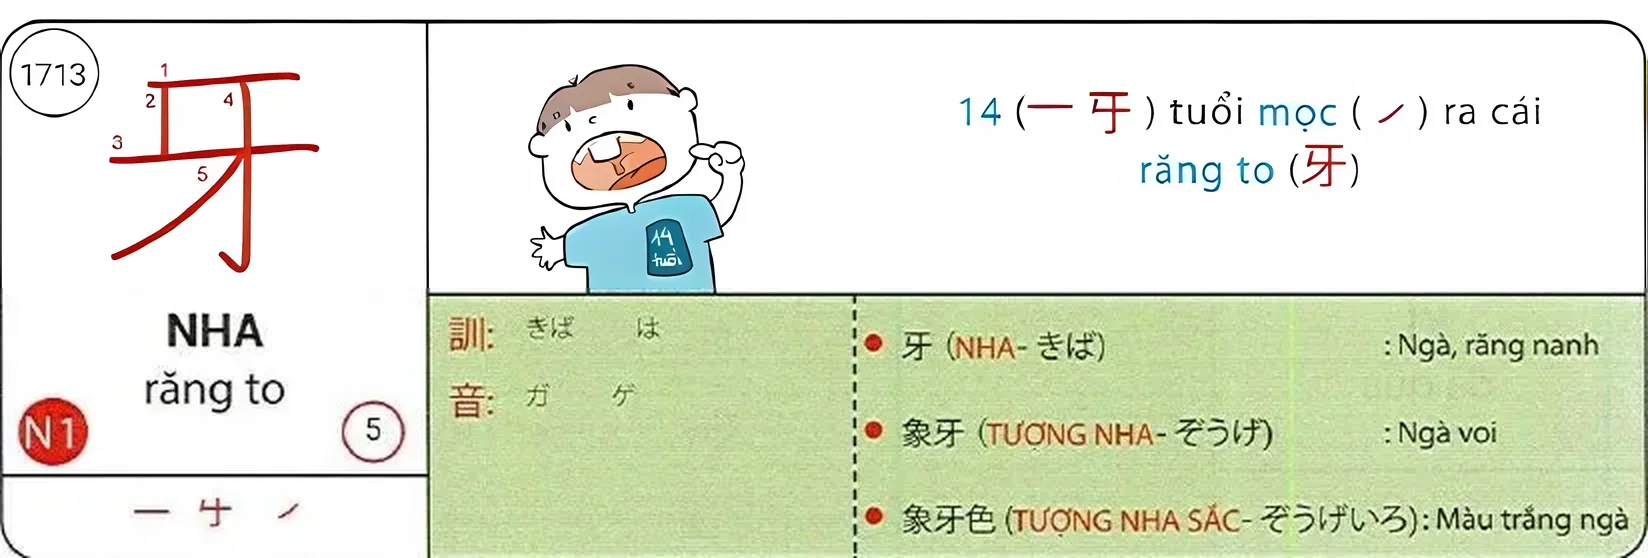 1713
1
2
4
3
5
牙
NHA
răng to
N1
5
一 㐄 ノ
14
tuổi
14 (一 㐄 ) tuổi mọc ( ノ ) ra cái
răng to (牙)
訓: きば は
音: ガ ゲ
● 牙 (NHA- きば) : Ngà, răng nanh
● 象牙 (TƯỢNG NHA- ぞうげ) : Ngà voi
● 象牙色 (TƯỢNG NHA SẮC- ぞうげいろ) : Màu trắng ngà